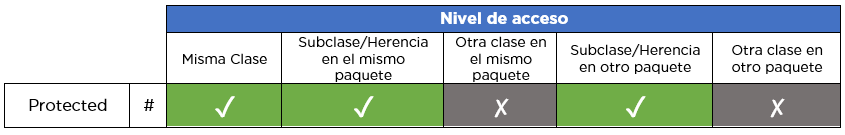 Nivel de acceso
Misma Clase
Subclase/Herencia
en el mismo
paquete
Otra clase en
el mismo
paquete
Subclase/Herencia
en otro paquete
Otra clase en
otro paquete
Protected # ✓ ✓ ✗ ✓ ✗